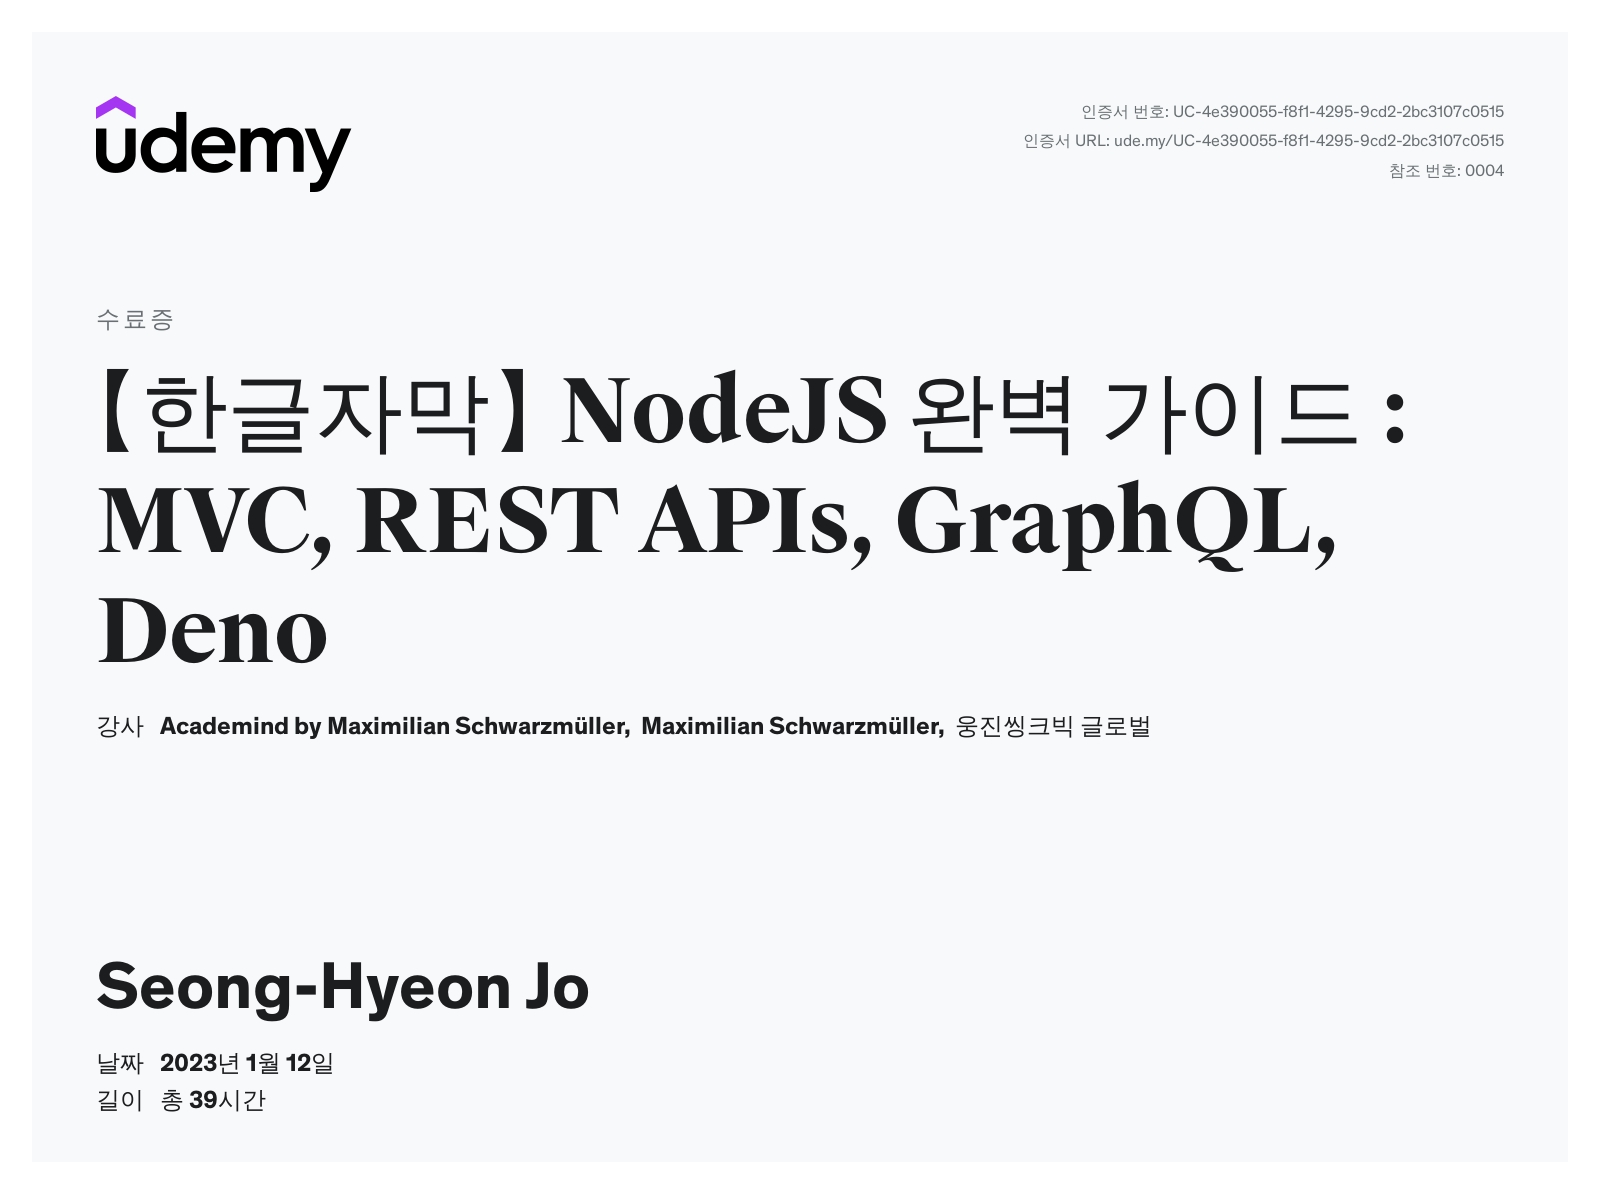 udemy
인증서 번호: UC-4e390055-f8f1-4295-9cd2-2bc3107c0515
인증서 URL: ude.my/UC-4e390055-f8f1-4295-9cd2-2bc3107c0515
참조 번호: 0004
수료증
【한글자막】 NodeJS 완벽 가이드 :
MVC, REST APIs, GraphQL,
Deno
강사 Academind by Maximilian Schwarzmüller, Maximilian Schwarzmüller, 웅진씽크빅 글로벌
Seong-Hyeon Jo
날짜 2023년 1월 12일
길이 총 39시간